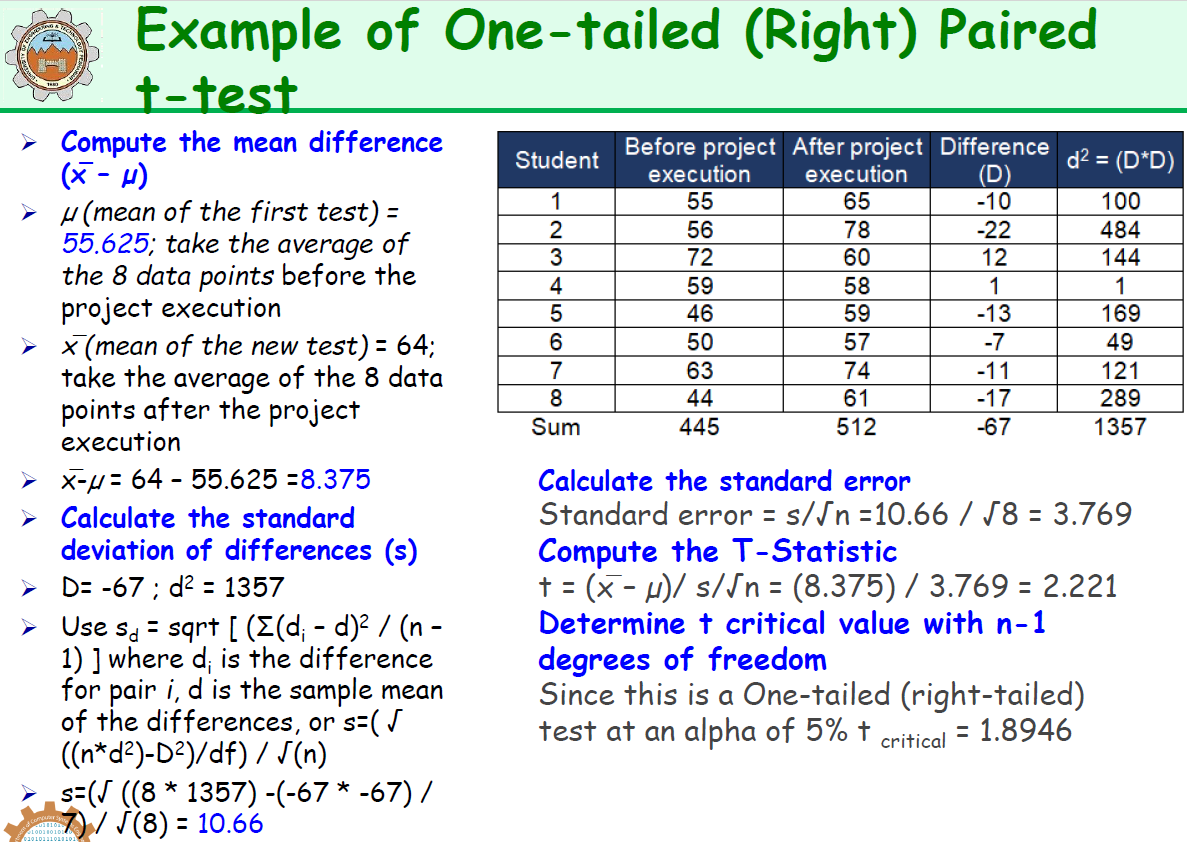 Example of One-tailed (Right) Paired
t-test
➢ Compute the mean difference
(x̅ – μ)
➢ μ (mean of the first test) =
55.625; take the average of
the 8 data points before the
project execution
➢ x̅ (mean of the new test) = 64;
take the average of the 8 data
points after the project
execution
➢ x̅-μ = 64 – 55.625 =8.375
➢ Calculate the standard
deviation of differences (s)
➢ D= -67 ; d² = 1357
➢ Use s_d = sqrt [ (Σ(d_i – d)² / (n –
1) ] where d_i is the difference
for pair i, d is the sample mean
of the differences, or s=( √
((n*d²)-D²)/df) / √(n)
➢ s=(√ ((8 * 1357) -(-67 * -67) /
7) / √(8) = 10.66
Student Before project execution After project execution Difference (D) d² = (D*D)
1 55 65 -10 100
2 56 78 -22 484
3 72 60 12 144
4 59 58 1 1
5 46 59 -13 169
6 50 57 -7 49
7 63 74 -11 121
8 44 61 -17 289
Sum 445 512 -67 1357
Calculate the standard error
Standard error = s/√n =10.66 / √8 = 3.769
Compute the T-Statistic
t = (x̅ – μ)/ s/√n = (8.375) / 3.769 = 2.221
Determine t critical value with n-1
degrees of freedom
Since this is a One-tailed (right-tailed)
test at an alpha of 5% t critical = 1.8946